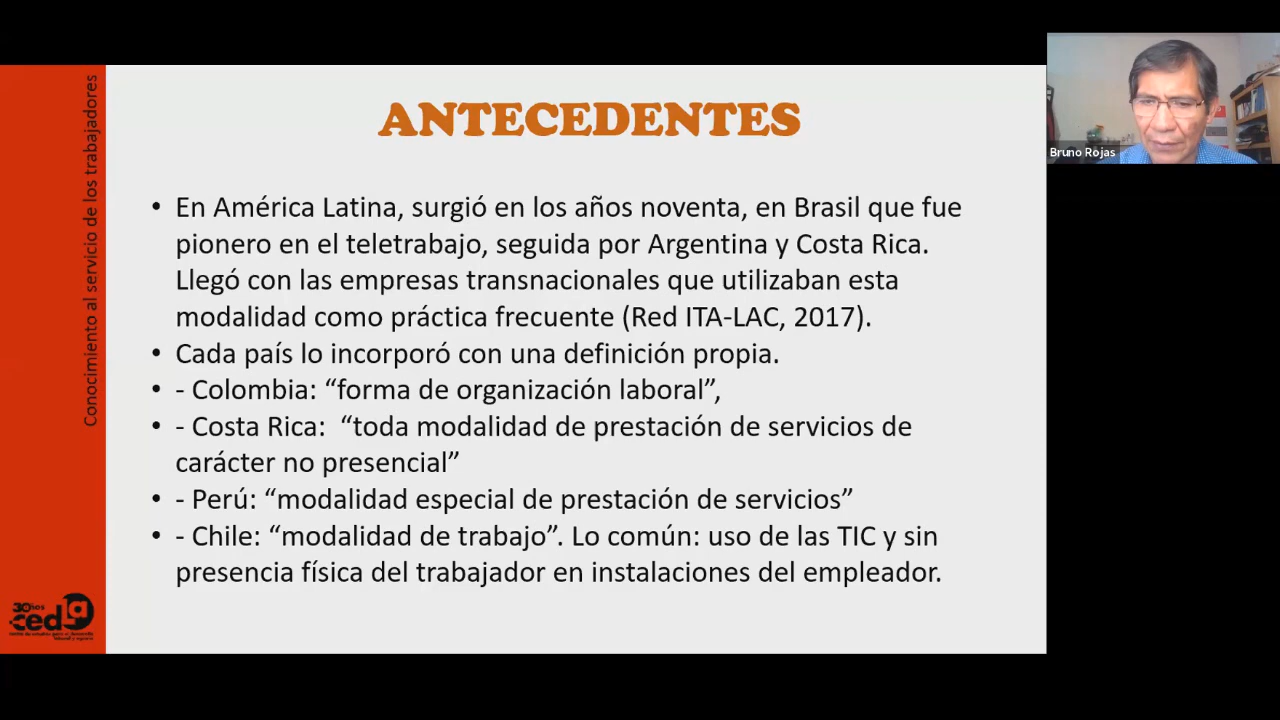 Conocimiento al servicio de los trabajadores
ANTECEDENTES
• En América Latina, surgió en los años noventa, en Brasil que fue
pionero en el teletrabajo, seguida por Argentina y Costa Rica.
Llegó con las empresas transnacionales que utilizaban esta
modalidad como práctica frecuente (Red ITA-LAC, 2017).
• Cada país lo incorporó con una definición propia.
• - Colombia: “forma de organización laboral”,
• - Costa Rica:  “toda modalidad de prestación de servicios de
carácter no presencial”
• - Perú: “modalidad especial de prestación de servicios”
• - Chile: “modalidad de trabajo”. Lo común: uso de las TIC y sin
presencia física del trabajador en instalaciones del empleador.
30años
cedla
Bruno Rojas